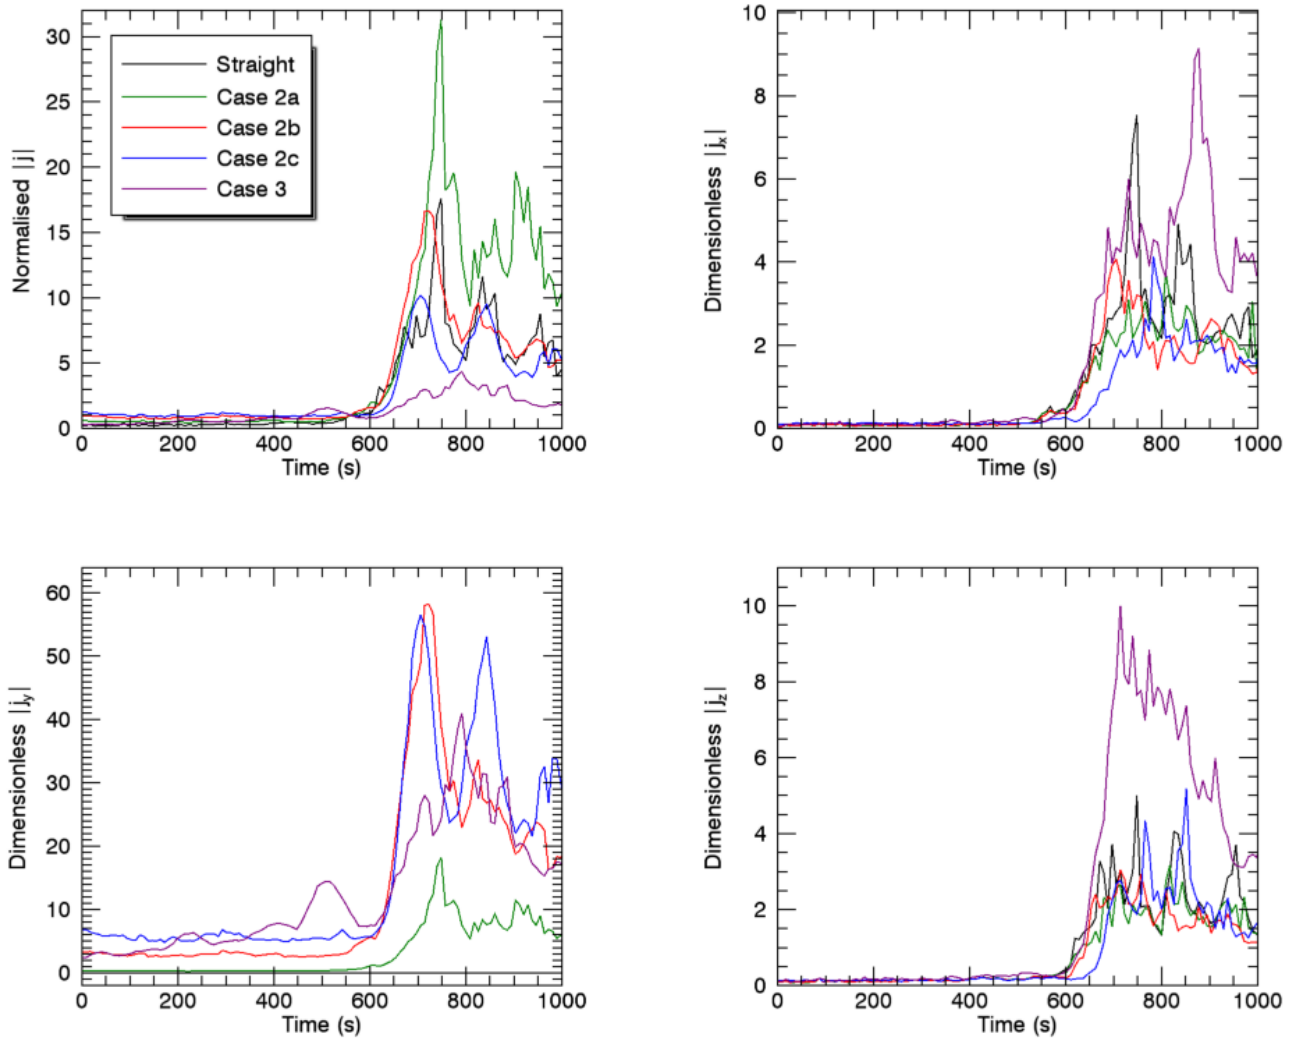 Normalised |j|
30
25
20
15
10
5
0
Straight
Case 2a
Case 2b
Case 2c
Case 3
0 200 400 600 800 1000
Time (s)
Dimensionless |jx|
10
8
6
4
2
0
0 200 400 600 800 1000
Time (s)
Dimensionless |jy|
60
50
40
30
20
10
0
0 200 400 600 800 1000
Time (s)
Dimensionless |jz|
10
8
6
4
2
0
0 200 400 600 800 1000
Time (s)